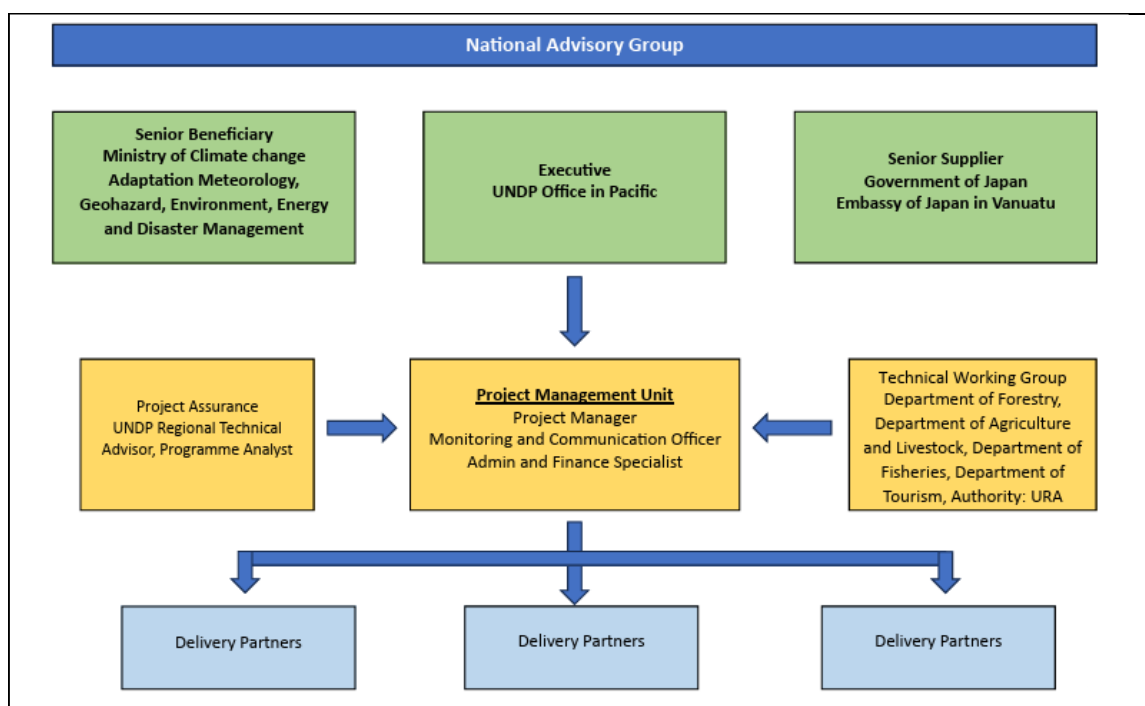 National Advisory Group
Senior Beneficiary
Ministry of Climate change
Adaptation Meteorology,
Geohazard, Environment, Energy
and Disaster Management
Executive
UNDP Office in Pacific
Senior Supplier
Government of Japan
Embassy of Japan in Vanuatu
Project Assurance
UNDP Regional Technical
Advisor, Programme Analyst
Project Management Unit
Project Manager
Monitoring and Communication Officer
Admin and Finance Specialist
Technical Working Group
Department of Forestry,
Department of Agriculture
and Livestock, Department of
Fisheries, Department of
Tourism, Authority: URA
Delivery Partners
Delivery Partners
Delivery Partners